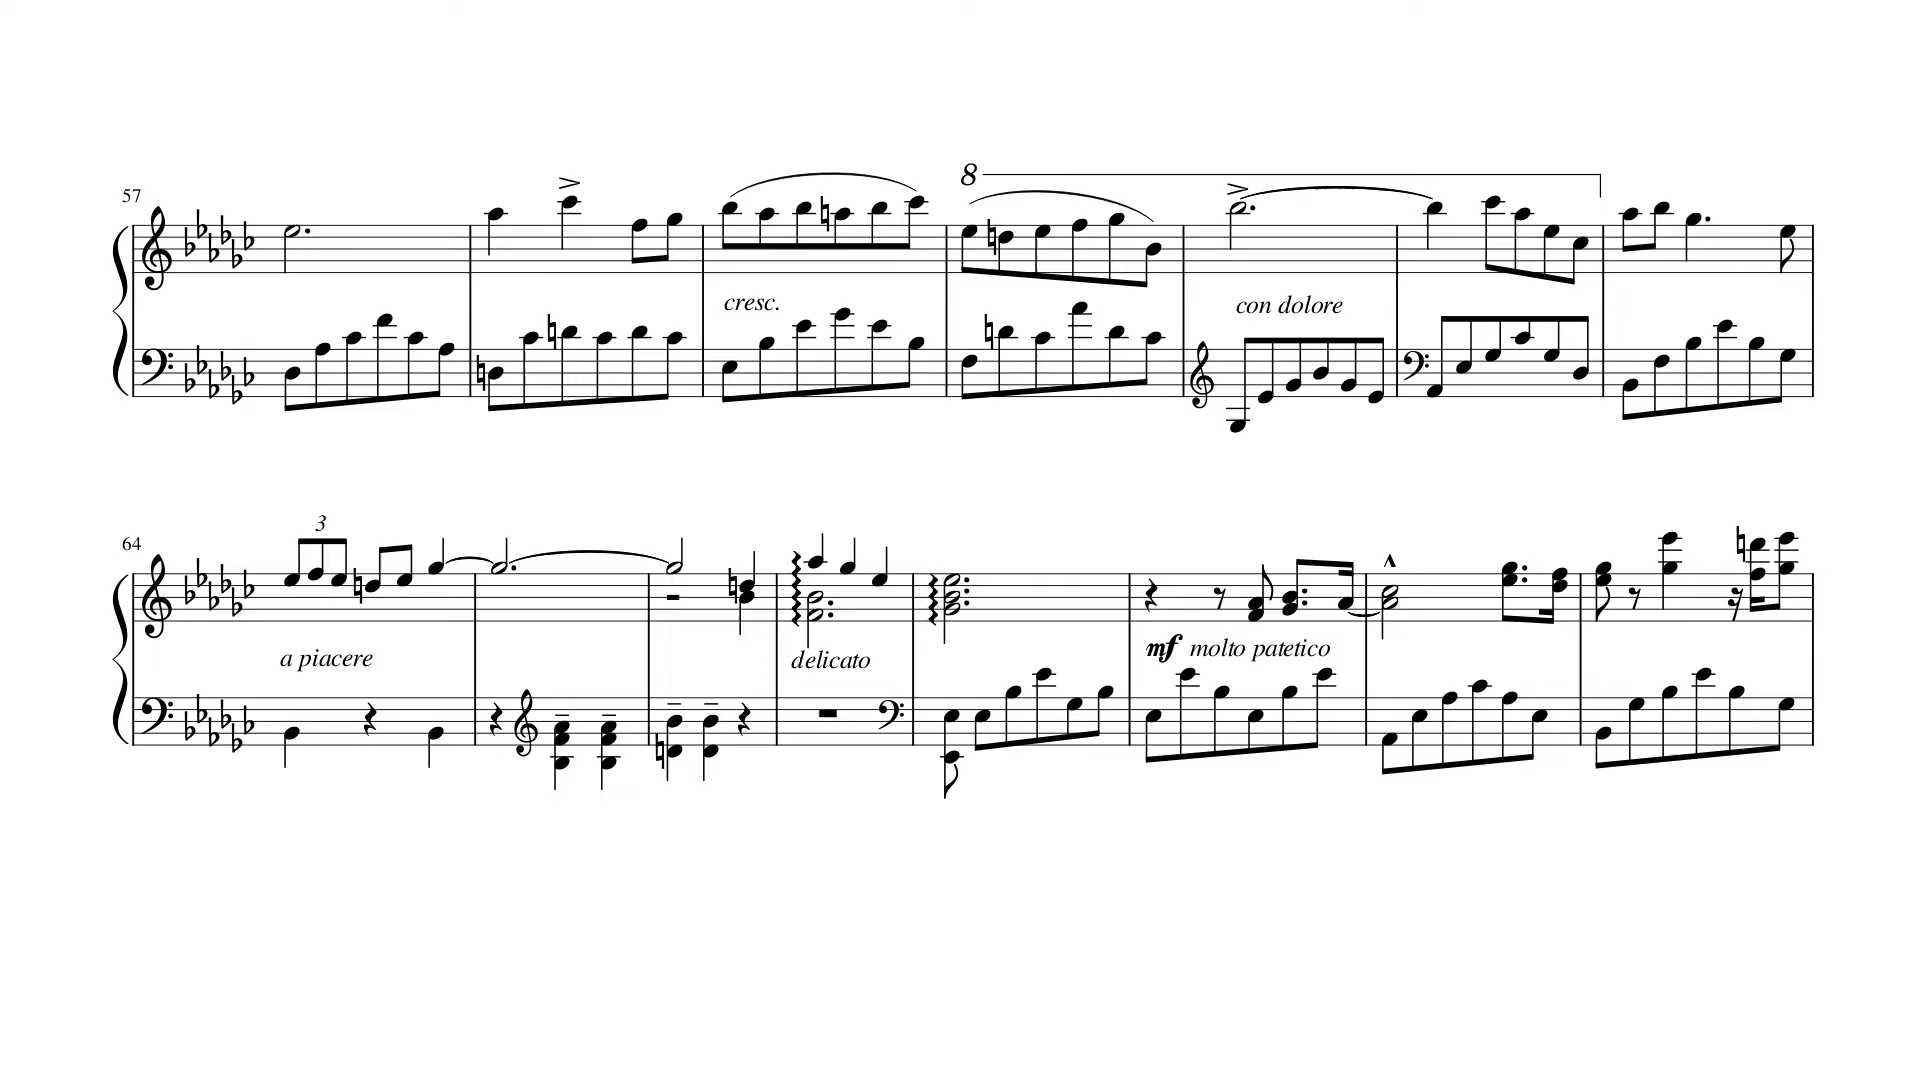 57
8
cresc.
con dolore
64
3
a piacere
delicato
mf molto patetico